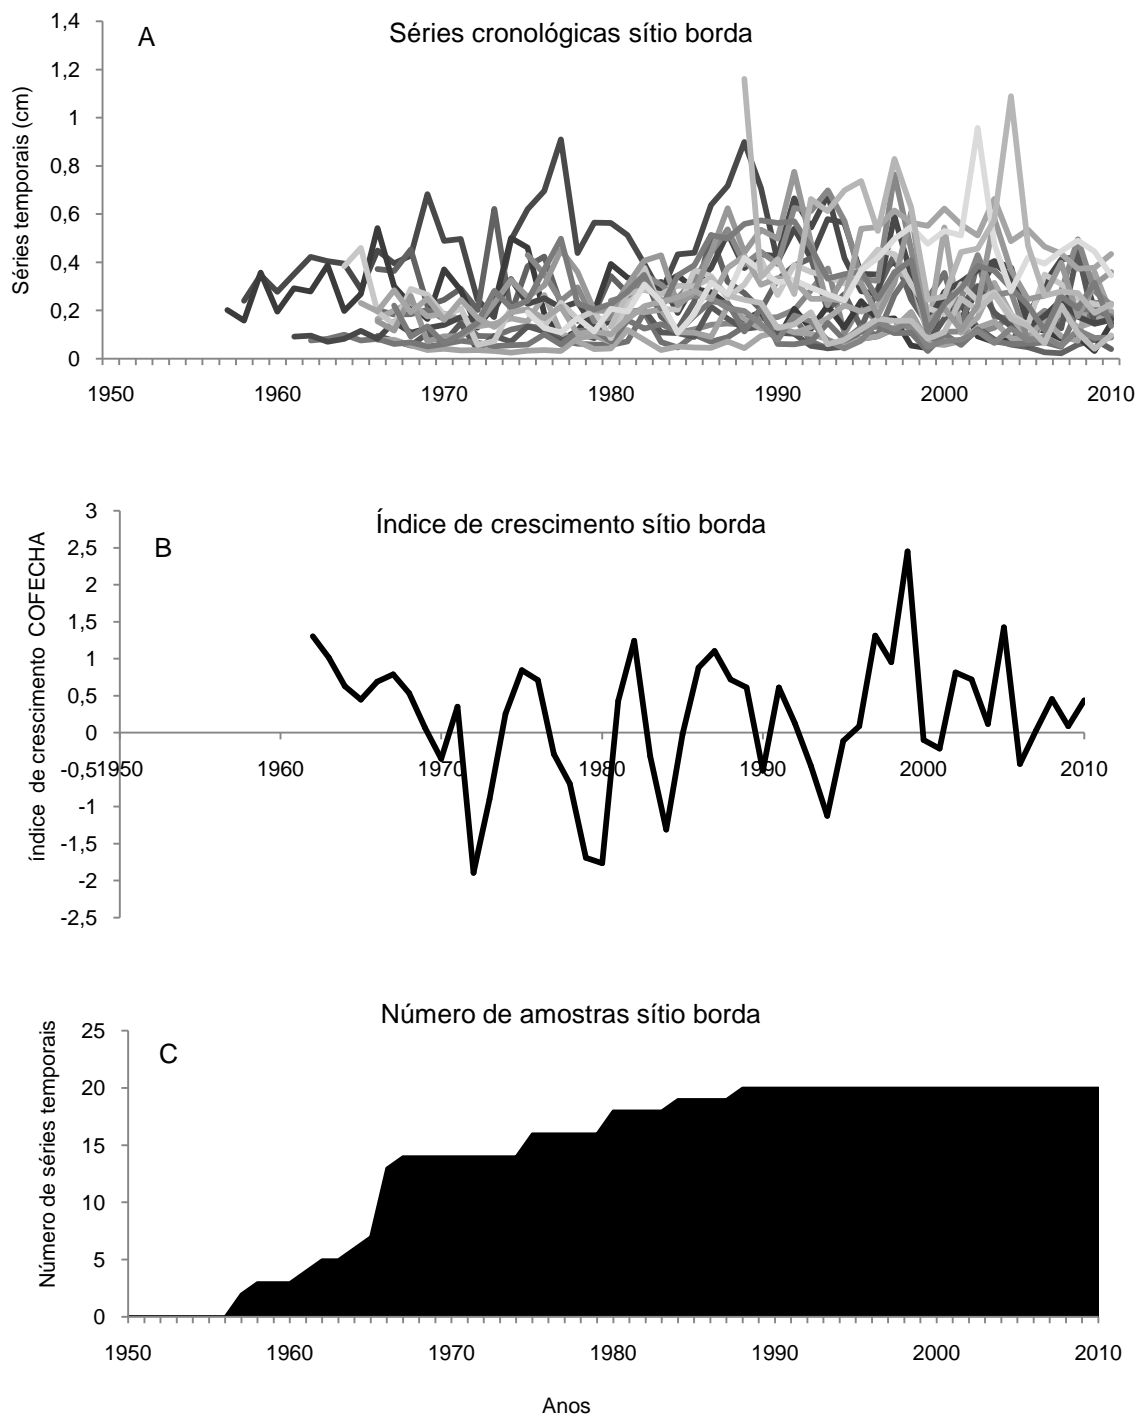 A
Séries cronológicas sítio borda
Séries temporais (cm)
1,4
1,2
1
0,8
0,6
0,4
0,2
0
1950 1960 1970 1980 1990 2000 2010
B
Índice de crescimento sítio borda
índice de crescimento COFECHA
3
2,5
2
1,5
1
0,5
0
-0,5
-1
-1,5
-2
-2,5
1950 1960 1970 1980 1990 2000 2010
C
Número de amostras sítio borda
Número de séries temporais
25
20
15
10
5
0
1950 1960 1970 1980 1990 2000 2010
Anos